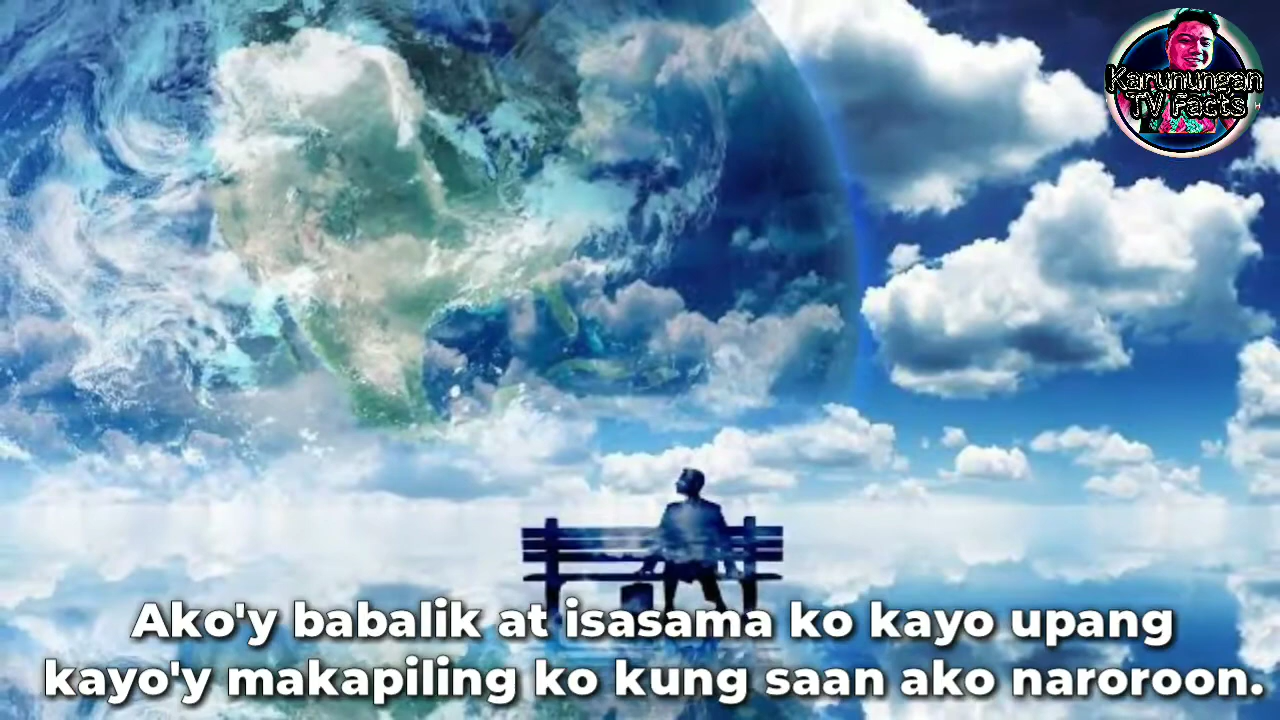 Karunungan
TV Facts
Ako'y babalik at isasama ko kayo upang
kayo'y makapiling ko kung saan ako naroroon.